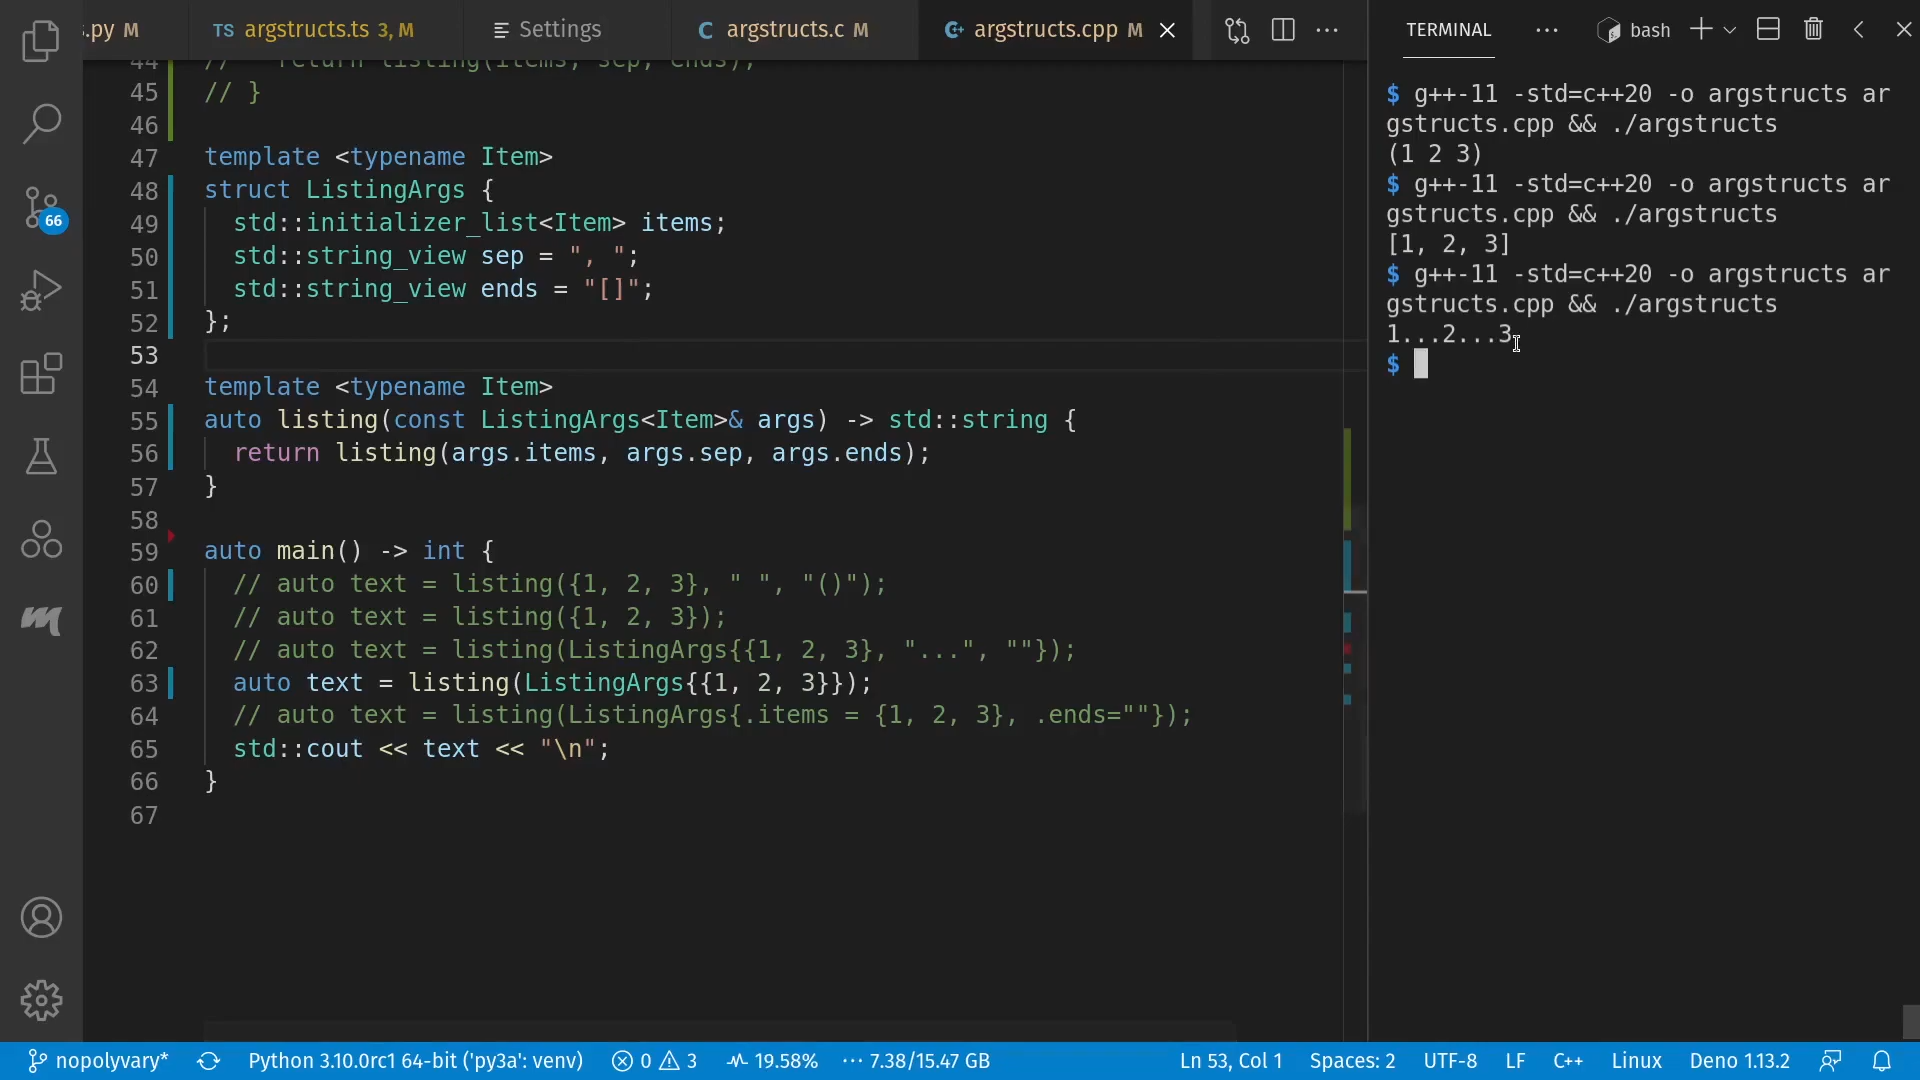 .py M
TS argstructs.ts 3, M
Settings
C argstructs.c M
argstructs.cpp M
TERMINAL
bash
66
44 // return listing(items, sep, ends);
45 // }
46
47 template <typename Item>
48 struct ListingArgs {
49 std::initializer_list<Item> items;
50 std::string_view sep = ", ";
51 std::string_view ends = "[]";
52 };
53
54 template <typename Item>
55 auto listing(const ListingArgs<Item>& args) -> std::string {
56 return listing(args.items, args.sep, args.ends);
57 }
58
59 auto main() -> int {
60 // auto text = listing({1, 2, 3}, " ", "()");
61 // auto text = listing({1, 2, 3});
62 // auto text = listing(ListingArgs{{1, 2, 3}, "...", ""});
63 auto text = listing(ListingArgs{{1, 2, 3}});
64 // auto text = listing(ListingArgs{.items = {1, 2, 3}, .ends=""});
65 std::cout << text << "\n";
66 }
67
$ g++-11 -std=c++20 -o argstructs ar
gstructs.cpp && ./argstructs
(1 2 3)
$ g++-11 -std=c++20 -o argstructs ar
gstructs.cpp && ./argstructs
[1, 2, 3]
$ g++-11 -std=c++20 -o argstructs ar
gstructs.cpp && ./argstructs
1...2...3
$
nopolyvary* Python 3.10.0rc1 64-bit ('py3a': venv) 0 3 19.58% 7.38/15.47 GB Ln 53, Col 1 Spaces: 2 UTF-8 LF C++ Linux Deno 1.13.2